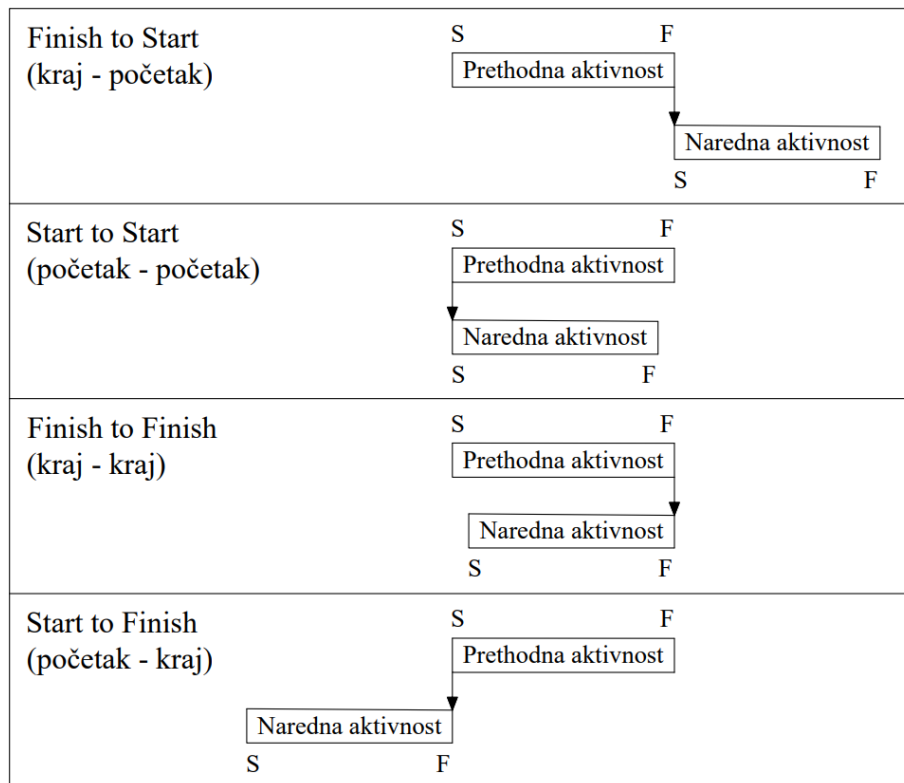 Finish to Start
(kraj - početak)
S F
Prethodna aktivnost
Naredna aktivnost
S F
Start to Start
(početak - početak)
S F
Prethodna aktivnost
Naredna aktivnost
S F
Finish to Finish
(kraj - kraj)
S F
Prethodna aktivnost
Naredna aktivnost
S F
Start to Finish
(početak - kraj)
S F
Prethodna aktivnost
Naredna aktivnost
S F